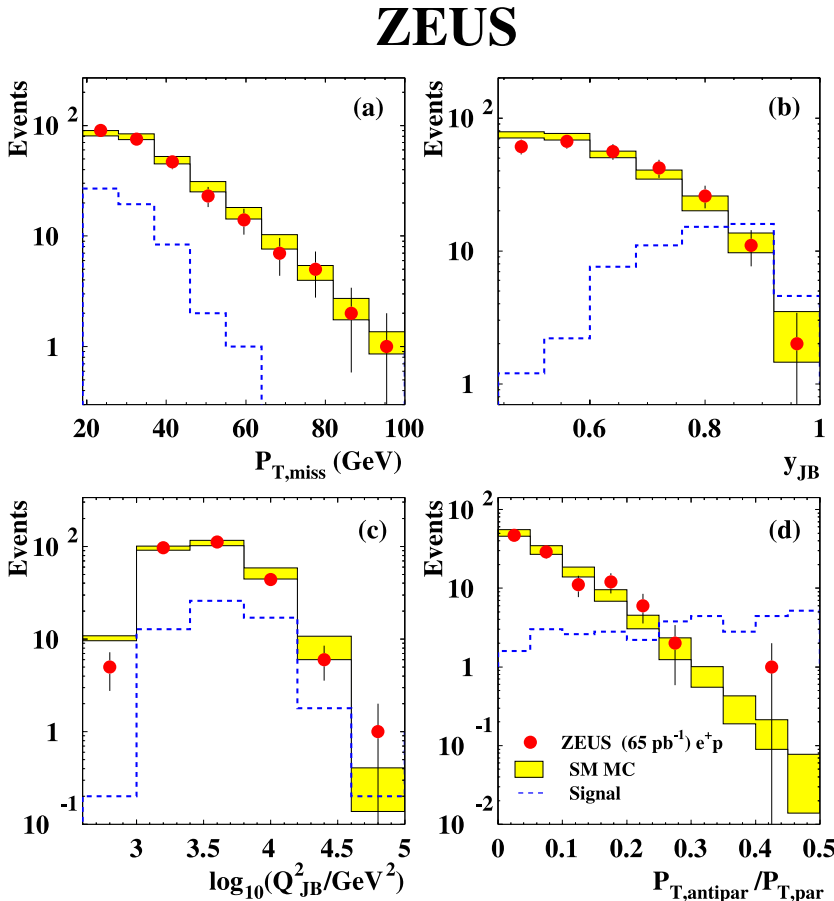 ZEUS
Events
10 2
10
1
(a)
20 40 60 80 100
P_T,miss (GeV)
Events
10 2
10
1
(b)
0.6 0.8 1
y_JB
Events
10 2
10
1
10 -1
(c)
3 3.5 4 4.5 5
log10(Q²_JB/GeV²)
Events
10 2
10
1
10 -1
10 -2
(d)
ZEUS (65 pb⁻¹) e⁺p
SM MC
Signal
0 0.1 0.2 0.3 0.4 0.5
P_T,antipar /P_T,par